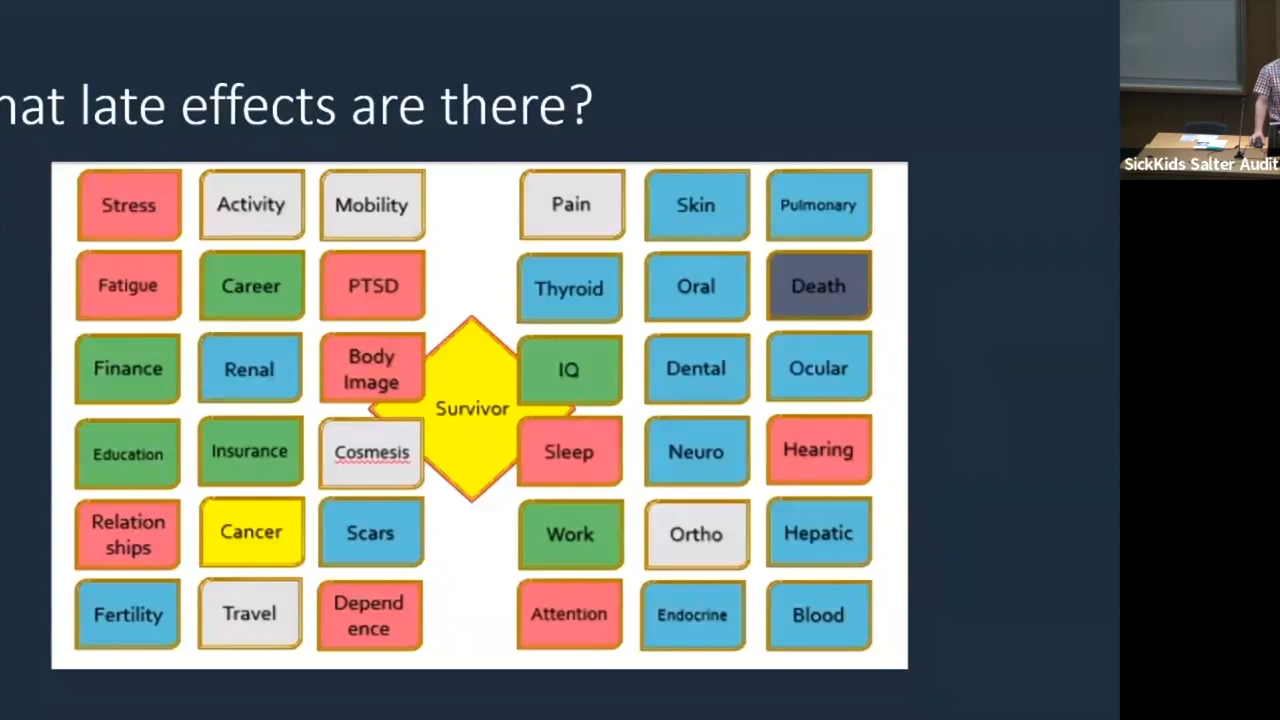 hat late effects are there?
Stress
Activity
Mobility
Pain
Skin
Pulmonary
Fatigue
Career
PTSD
Thyroid
Oral
Death
Finance
Renal
Body
Image
Survivor
IQ
Dental
Ocular
Education
Insurance
Cosmesis
Sleep
Neuro
Hearing
Relation
ships
Cancer
Scars
Work
Ortho
Hepatic
Fertility
Travel
Depend
ence
Attention
Endocrine
Blood
SickKids Salter Audit